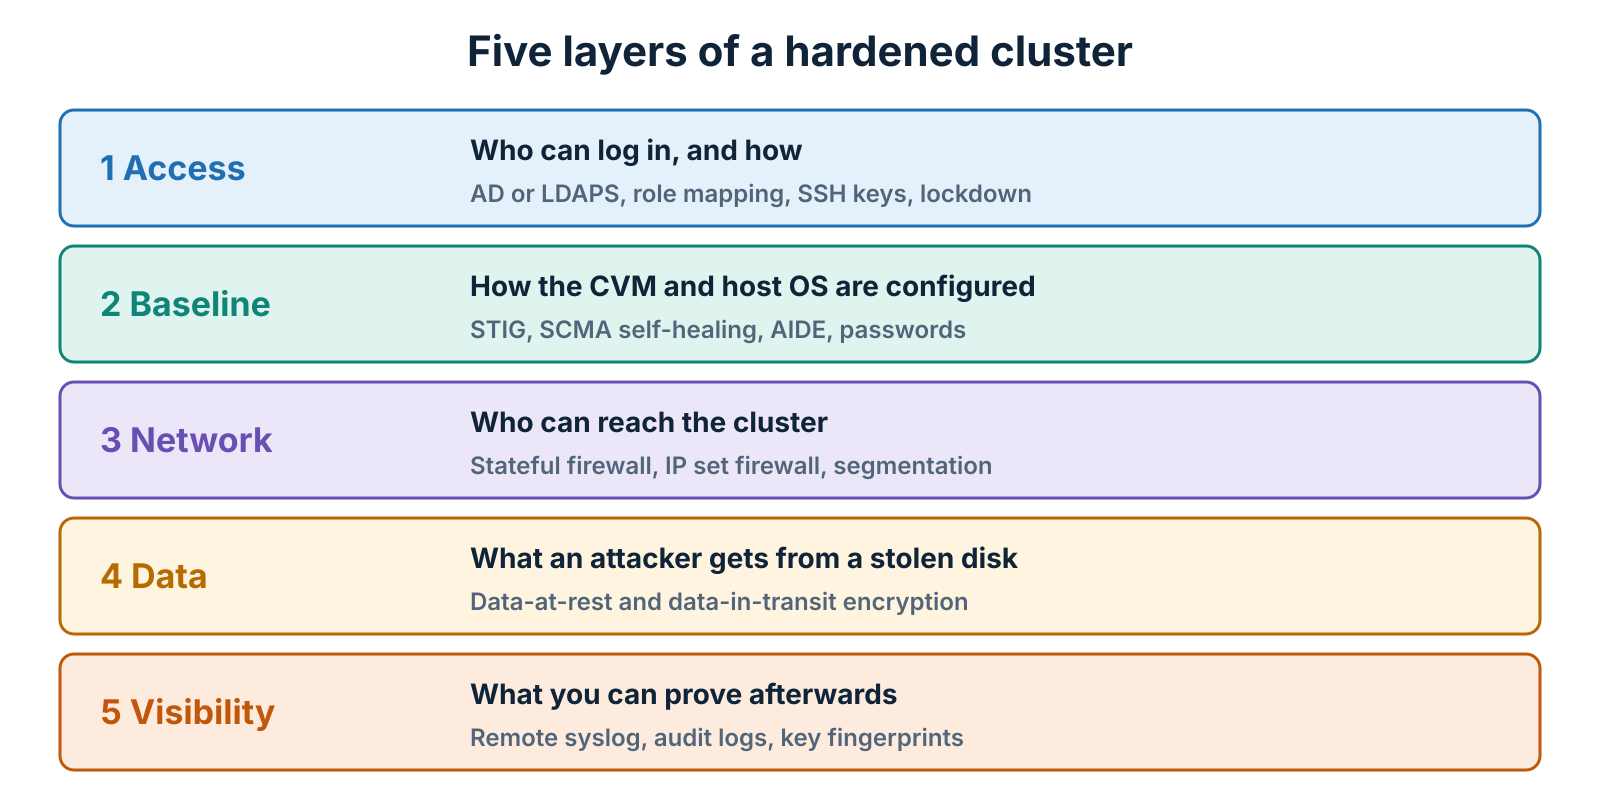 Five layers of a hardened cluster
1 Access
Who can log in, and how
AD or LDAPS, role mapping, SSH keys, lockdown
2 Baseline
How the CVM and host OS are configured
STIG, SCMA self-healing, AIDE, passwords
3 Network
Who can reach the cluster
Stateful firewall, IP set firewall, segmentation
4 Data
What an attacker gets from a stolen disk
Data-at-rest and data-in-transit encryption
5 Visibility
What you can prove afterwards
Remote syslog, audit logs, key fingerprints